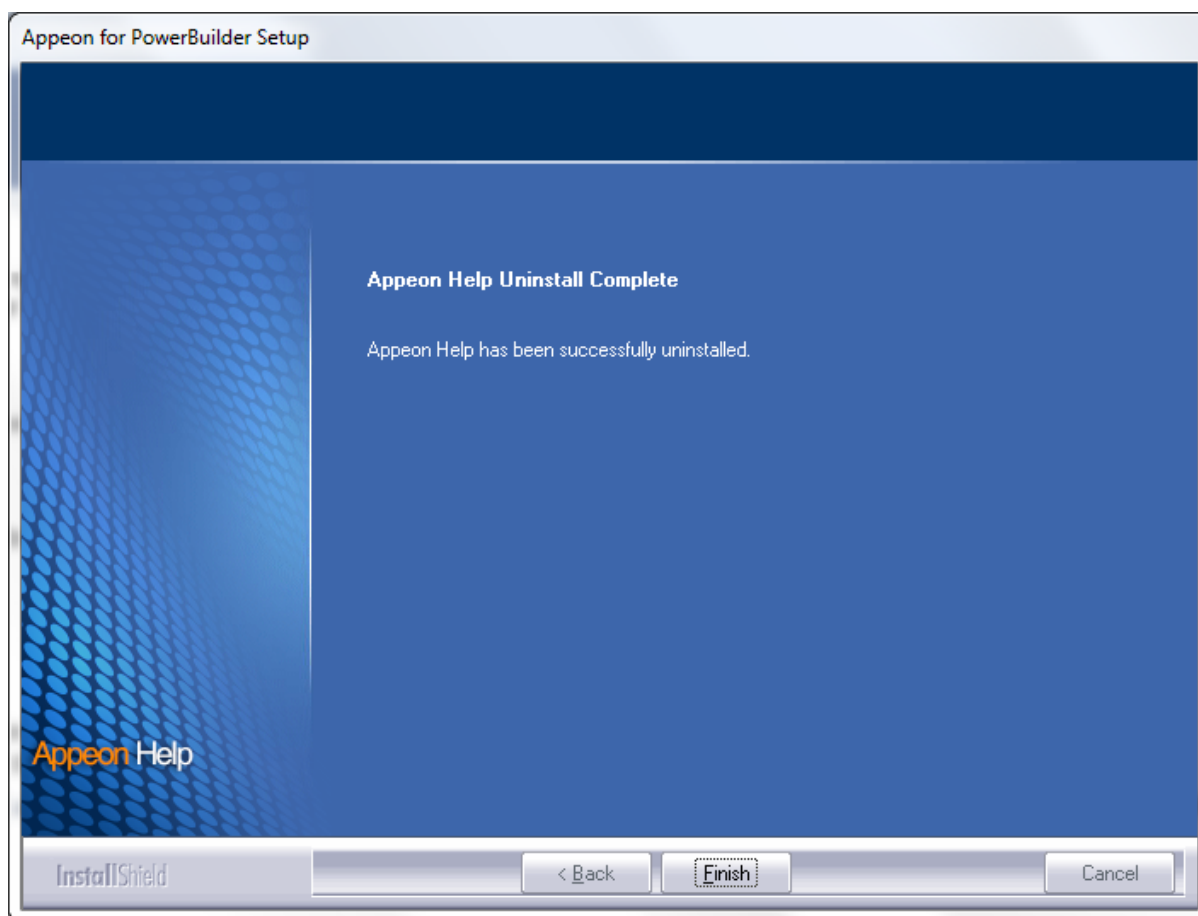 Appeon for PowerBuilder Setup
Appeon Help Uninstall Complete
Appeon Help has been successfully uninstalled.
Appeon Help
InstallShield
< Back
Finish
Cancel